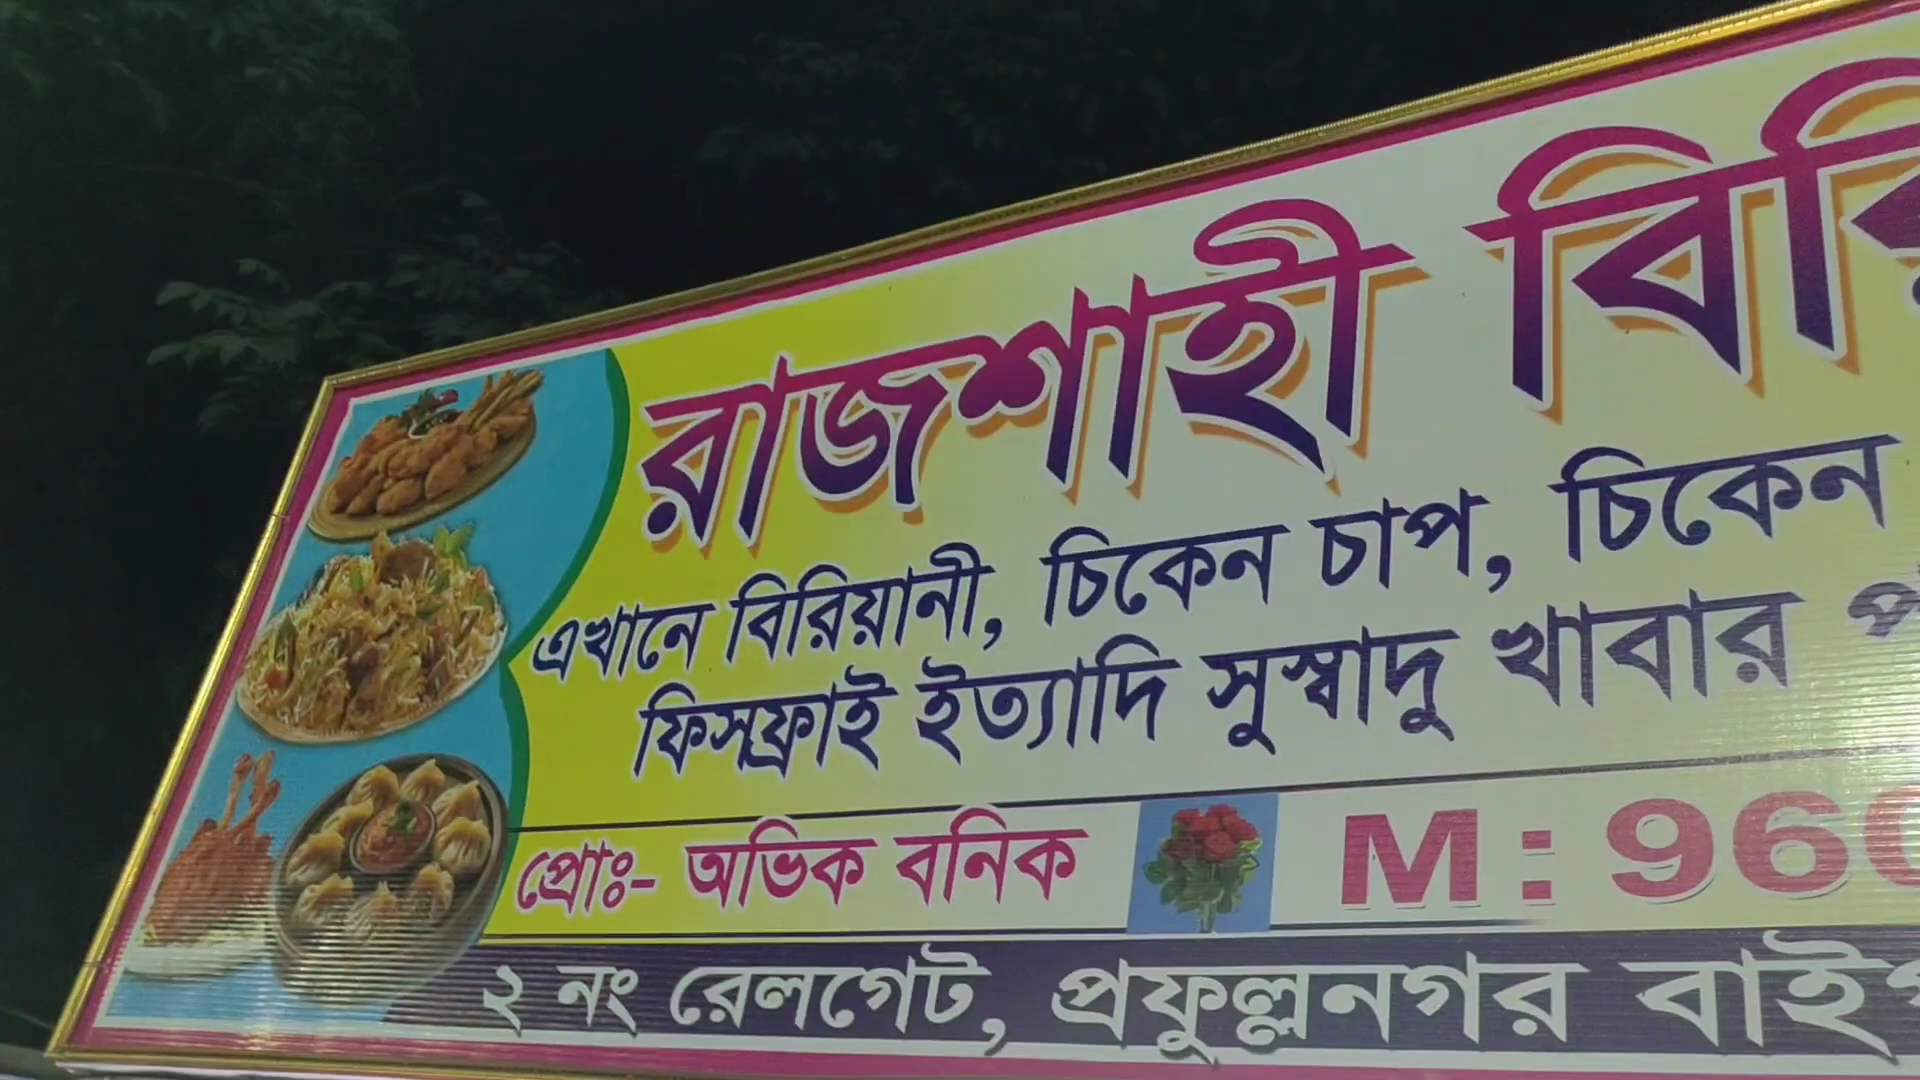 রাজশাহী
এখানে বিরিয়ানী, চিকেন চাপ, চিকেন
ফিসফ্রাই ইত্যাদি সুস্বাদু খাবার
প্রোঃ- অভিক বনিক
M : 960
২ নং রেলগেট, প্রফুল্লনগর